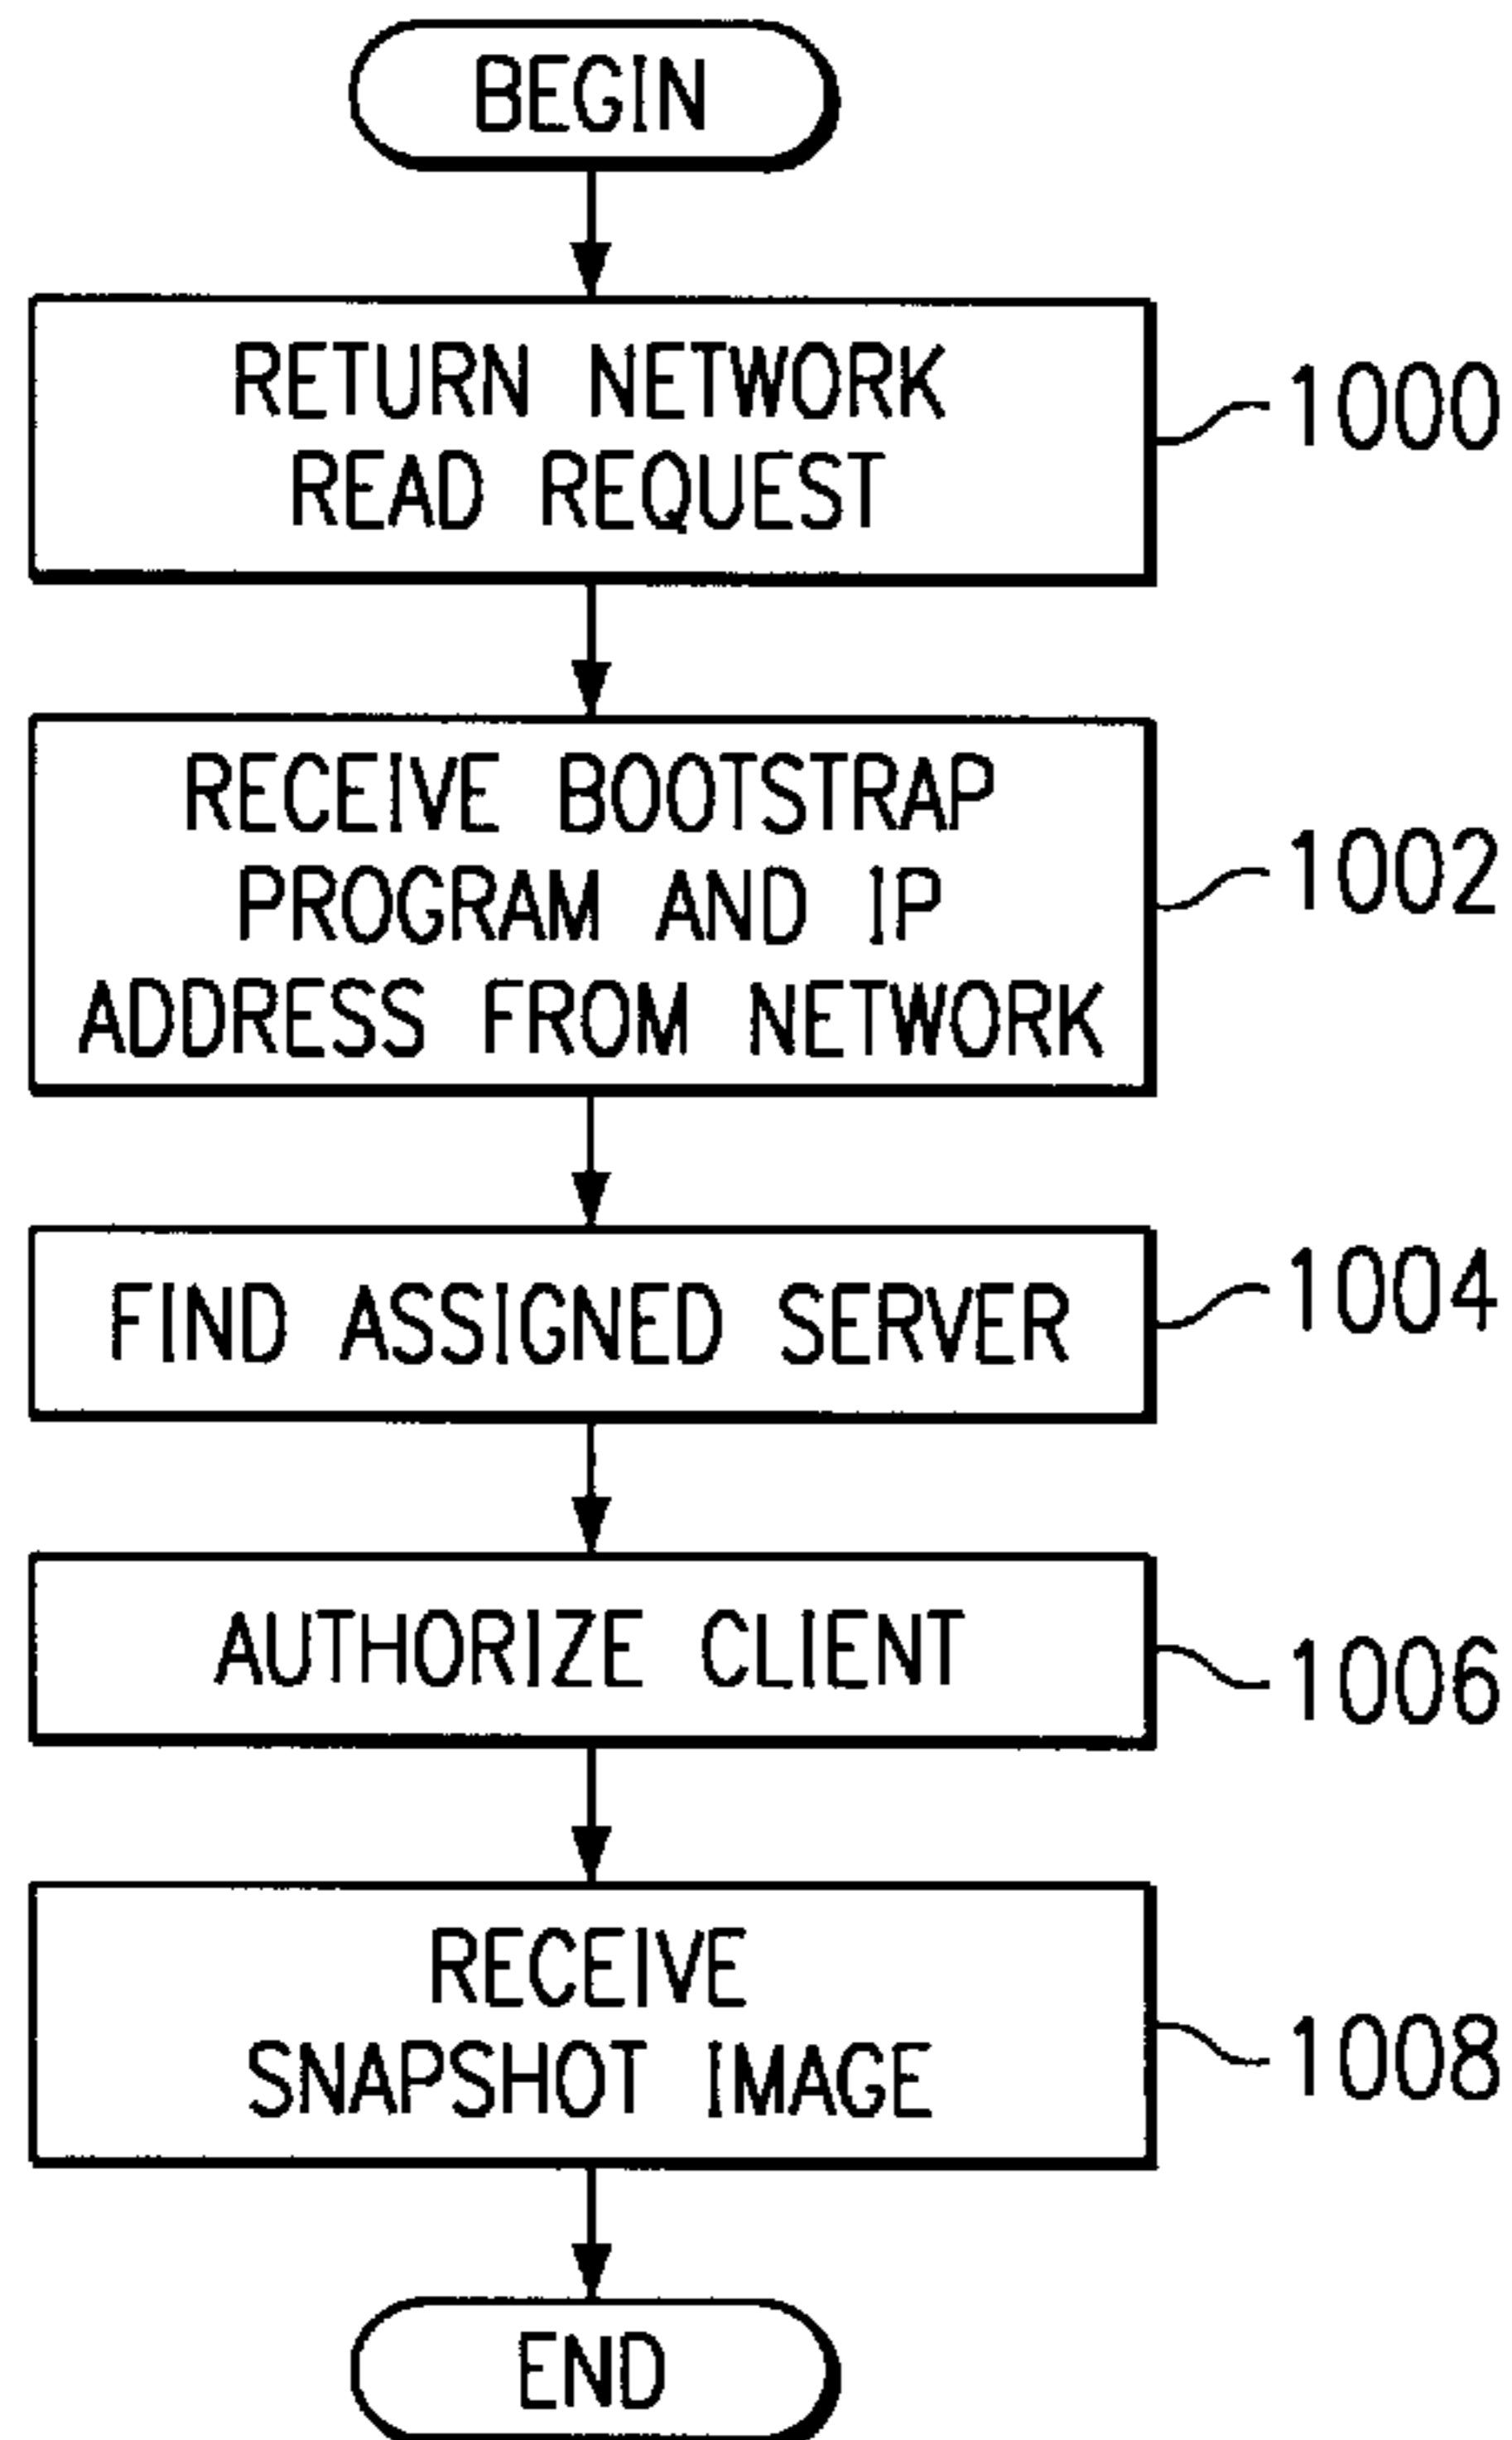 BEGIN
RETURN NETWORK
READ REQUEST
1000
RECEIVE BOOTSTRAP
PROGRAM AND IP
ADDRESS FROM NETWORK
1002
FIND ASSIGNED SERVER
1004
AUTHORIZE CLIENT
1006
RECEIVE
SNAPSHOT IMAGE
1008
END